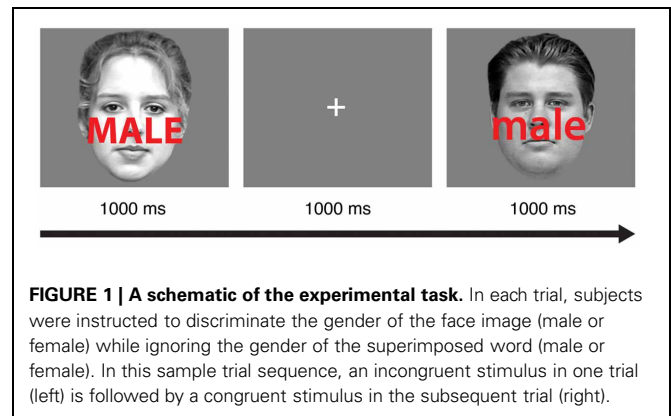 MALE
+
male
1000 ms
1000 ms
1000 ms
FIGURE 1 | A schematic of the experimental task. In each trial, subjects
were instructed to discriminate the gender of the face image (male or
female) while ignoring the gender of the superimposed word (male or
female). In this sample trial sequence, an incongruent stimulus in one trial
(left) is followed by a congruent stimulus in the subsequent trial (right).